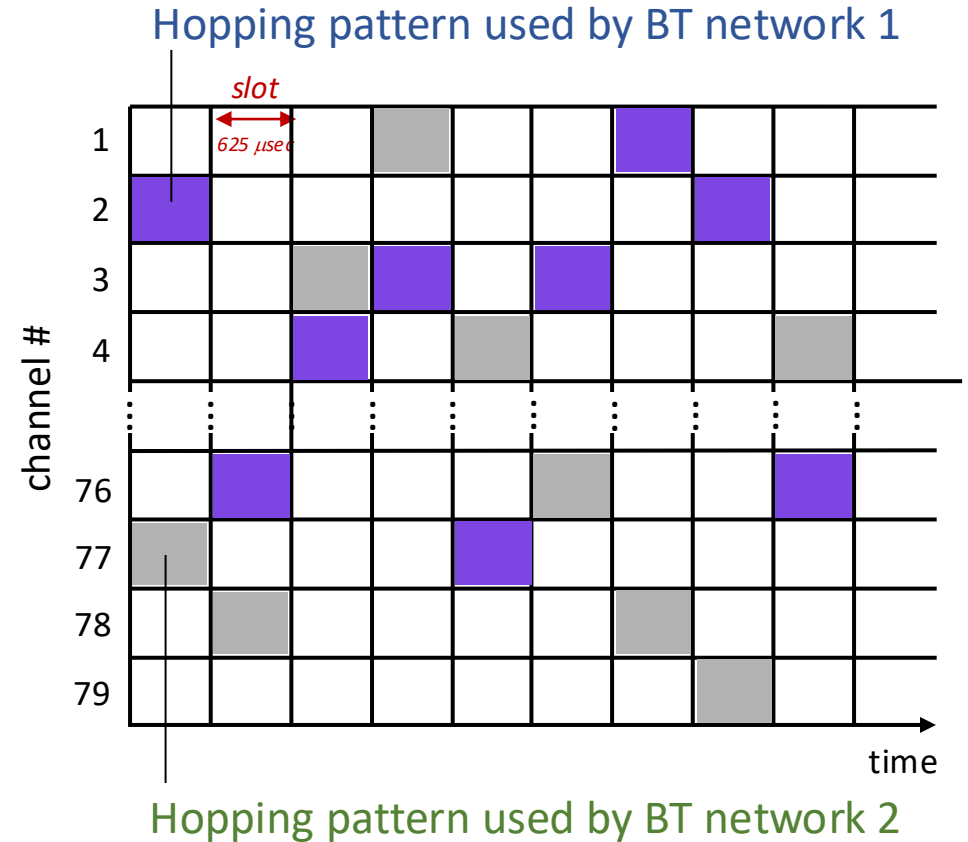 Hopping pattern used by BT network 1
slot
625 μsec
1
2
3
4
76
77
78
79
channel #
time
Hopping pattern used by BT network 2